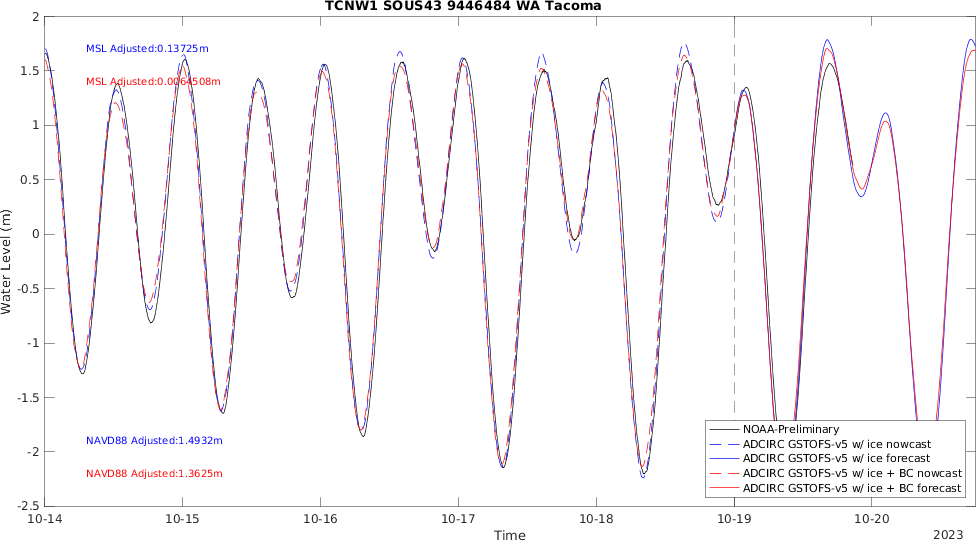 TCNW1 SOUS43 9446484 WA Tacoma
2
1.5
1
0.5
0
-0.5
-1
-1.5
-2
-2.5
Water Level (m)
MSL Adjusted:0.13725m
MSL Adjusted:0.0064508m
NAVD88 Adjusted:1.4932m
NAVD88 Adjusted:1.3625m
NOAA-Preliminary
ADCIRC GSTOFS-v5 w/ ice nowcast
ADCIRC GSTOFS-v5 w/ ice forecast
ADCIRC GSTOFS-v5 w/ ice + BC nowcast
ADCIRC GSTOFS-v5 w/ ice + BC forecast
10-14 10-15 10-16 10-17 10-18 10-19 10-20
Time
2023